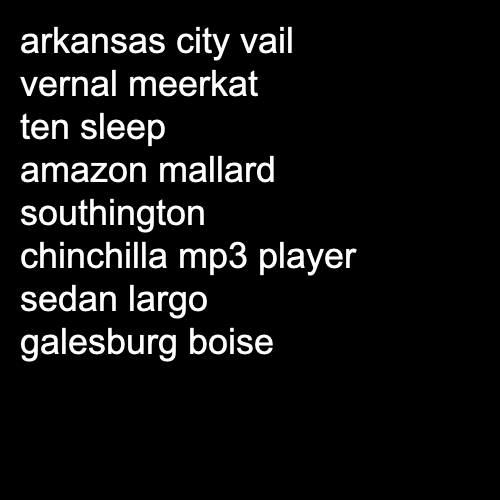 arkansas city vail
vernal meerkat
ten sleep
amazon mallard
southington
chinchilla mp3 player
sedan largo
galesburg boise